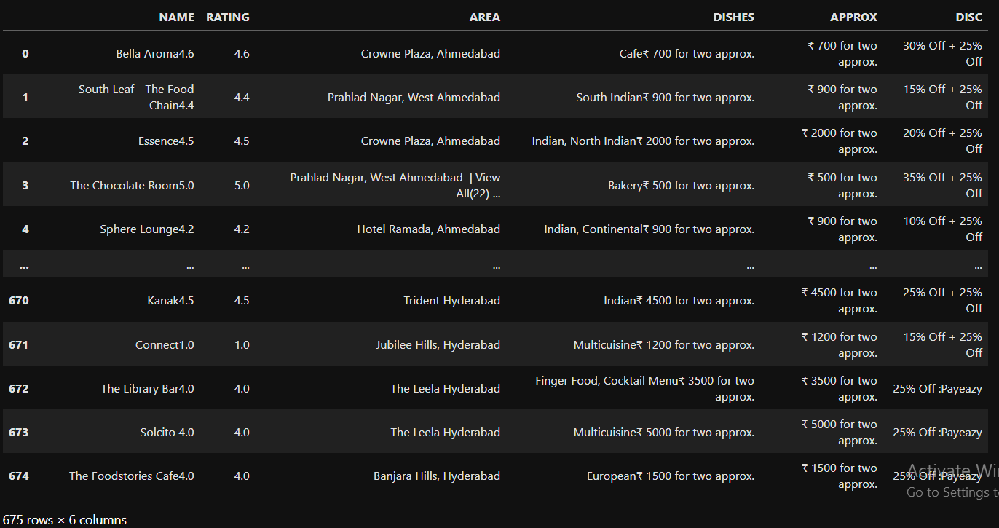 NAME RATING AREA DISHES APPROX DISC
0 Bella Aroma4.6 4.6 Crowne Plaza, Ahmedabad Cafe₹ 700 for two approx. ₹ 700 for two approx. 30% Off + 25% Off
1 South Leaf - The Food Chain4.4 4.4 Prahlad Nagar, West Ahmedabad South Indian₹ 900 for two approx. ₹ 900 for two approx. 15% Off + 25% Off
2 Essence4.5 4.5 Crowne Plaza, Ahmedabad Indian, North Indian₹ 2000 for two approx. ₹ 2000 for two approx. 20% Off + 25% Off
3 The Chocolate Room5.0 5.0 Prahlad Nagar, West Ahmedabad | View All(22) ... Bakery₹ 500 for two approx. ₹ 500 for two approx. 35% Off + 25% Off
4 Sphere Lounge4.2 4.2 Hotel Ramada, Ahmedabad Indian, Continental₹ 900 for two approx. ₹ 900 for two approx. 10% Off + 25% Off
... ... ... ... ... ... ...
670 Kanak4.5 4.5 Trident Hyderabad Indian₹ 4500 for two approx. ₹ 4500 for two approx. 25% Off + 25% Off
671 Connect1.0 1.0 Jubilee Hills, Hyderabad Multicuisine₹ 1200 for two approx. ₹ 1200 for two approx. 15% Off + 25% Off
672 The Library Bar4.0 4.0 The Leela Hyderabad Finger Food, Cocktail Menu₹ 3500 for two approx. ₹ 3500 for two approx. 25% Off :Payeazy
673 Solcito 4.0 4.0 The Leela Hyderabad Multicuisine₹ 5000 for two approx. ₹ 5000 for two approx. 25% Off :Payeazy
674 The Foodstories Cafe4.0 4.0 Banjara Hills, Hyderabad European₹ 1500 for two approx. ₹ 1500 for two approx. 25% Off :Payeazy
Activate Wi
Go to Settings t
675 rows × 6 columns